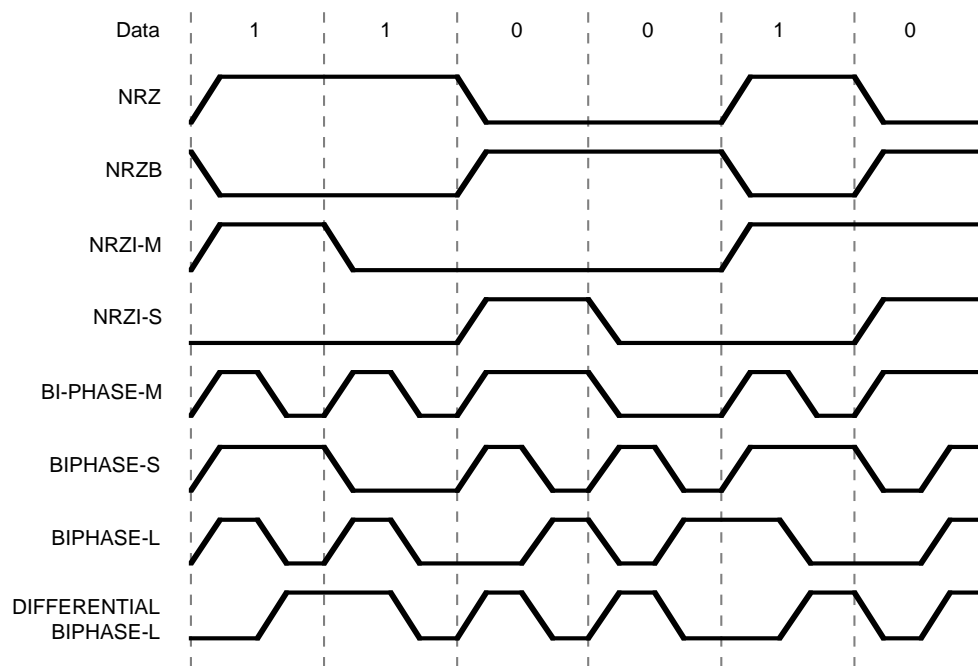 Data 1 1 0 0 1 0
NRZ
NRZB
NRZI-M
NRZI-S
BI-PHASE-M
BIPHASE-S
BIPHASE-L
DIFFERENTIAL
BIPHASE-L